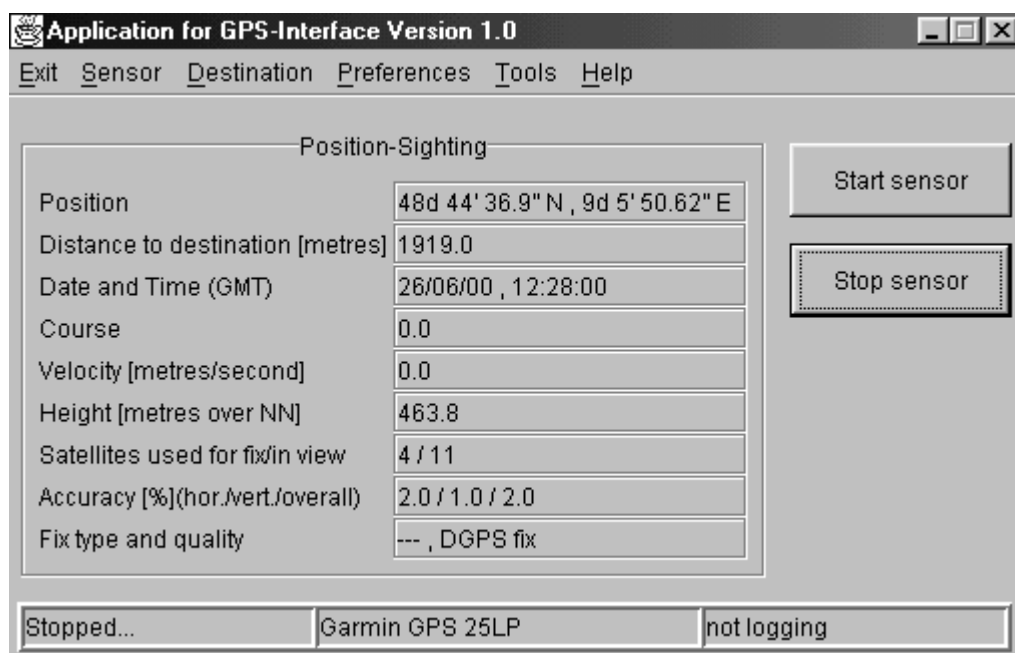 Application for GPS-Interface Version 1.0
Exit Sensor Destination Preferences Tools Help
Position-Sighting
Position 48d 44' 36.9" N , 9d 5' 50.62" E
Distance to destination [metres] 1919.0
Date and Time (GMT) 26/06/00 , 12:28:00
Course 0.0
Velocity [metres/second] 0.0
Height [metres over NN] 463.8
Satellites used for fix/in view 4 / 11
Accuracy [%](hor./vert./overall) 2.0 / 1.0 / 2.0
Fix type and quality --- , DGPS fix
Start sensor
Stop sensor
Stopped... Garmin GPS 25LP not logging